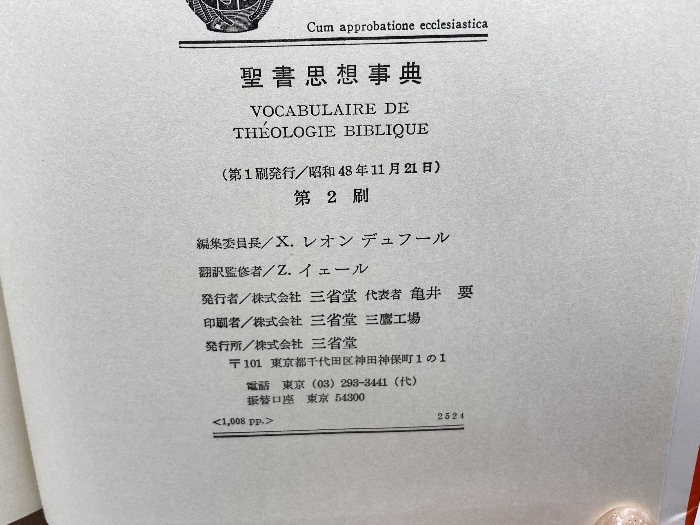 Cum approbatione ecclesiastica
聖書思想事典
VOCABULAIRE DE
THÉOLOGIE BIBLIQUE
(第1刷発行/昭和48年11月21日)
第2刷
編集委員長/X. レオン デュフール
翻訳監修者/Z. イェール
発行者/株式会社 三省堂 代表者 亀井 要
印刷者/株式会社 三省堂 三鷹工場
発行所/株式会社 三省堂
〒101 東京都千代田区神田神保町1の1
電話 東京 (03) 293-3441 (代)
振替口座 東京 54300
<1,008 pp.> 2524